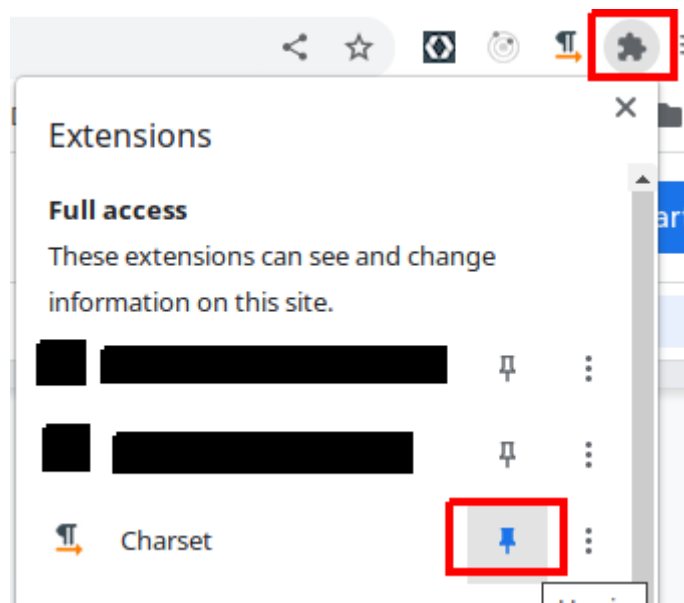 Extensions
Full access
These extensions can see and change
information on this site.
Charset